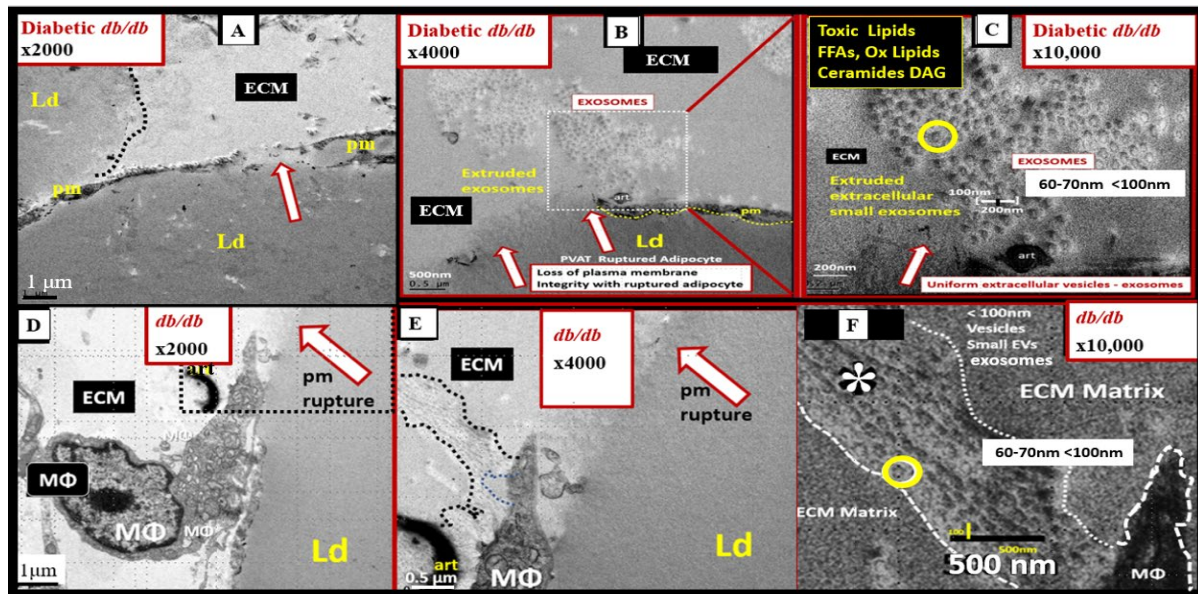 Diabetic db/db
x2000
A
ECM
Ld
pm
pm
Ld
1 μm
Diabetic db/db
x4000
B
ECM
EXOSOMES
Extruded
exosomes
ECM
art
pm
Ld
PVAT Ruptured Adipocyte
Loss of plasma membrane
Integrity with ruptured adipocyte
500nm
0.5 μm
Toxic Lipids
FFAs, Ox Lipids
Ceramides DAG
C
Diabetic db/db
x10,000
ECM
EXOSOMES
60-70nm <100nm
Extruded
extracellular
small exosomes
100nm
200nm
art
200nm
Uniform extracellular vesicles - exosomes
D
db/db
x2000
art
ECM
pm
rupture
MΦ
MΦ
MΦ
MΦ
Ld
1μm
E
db/db
x4000
ECM
pm
rupture
Ld
art
0.5 μm
MΦ
F
< 100nm
Vesicles
Small EVs
exosomes
db/db
x10,000
*
ECM Matrix
60-70nm <100nm
ECM Matrix
100
500nm
500 nm
MΦ